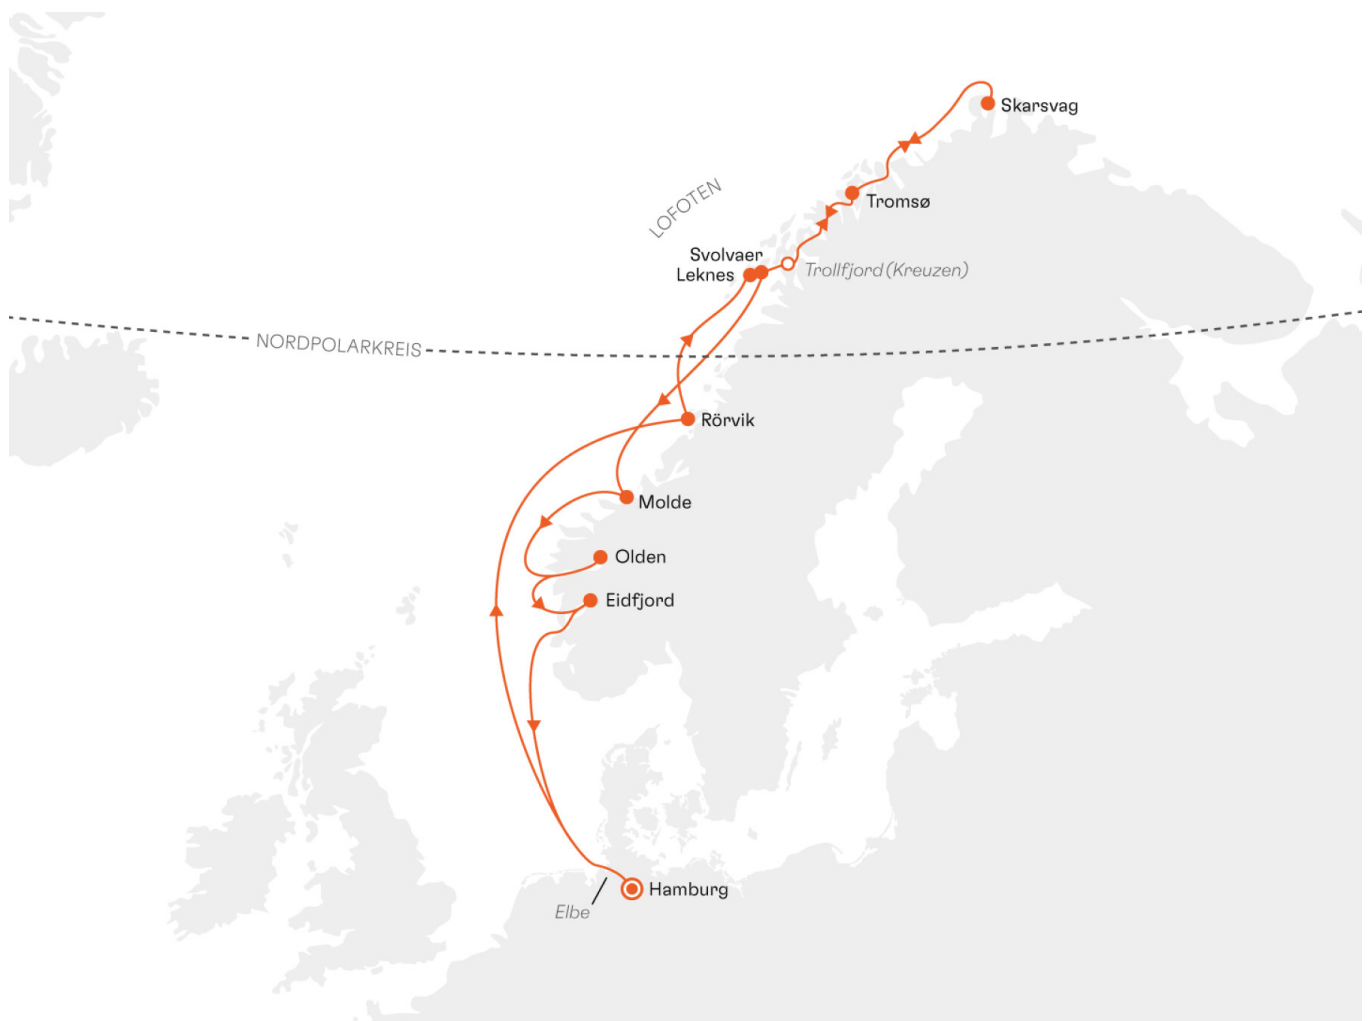 Skarsvag
Tromsø
LOFOTEN
Svolvaer
Leknes
Trollfjord (Kreuzen)
NORDPOLARKREIS
Rörvik
Molde
Olden
Eidfjord
Hamburg
Elbe